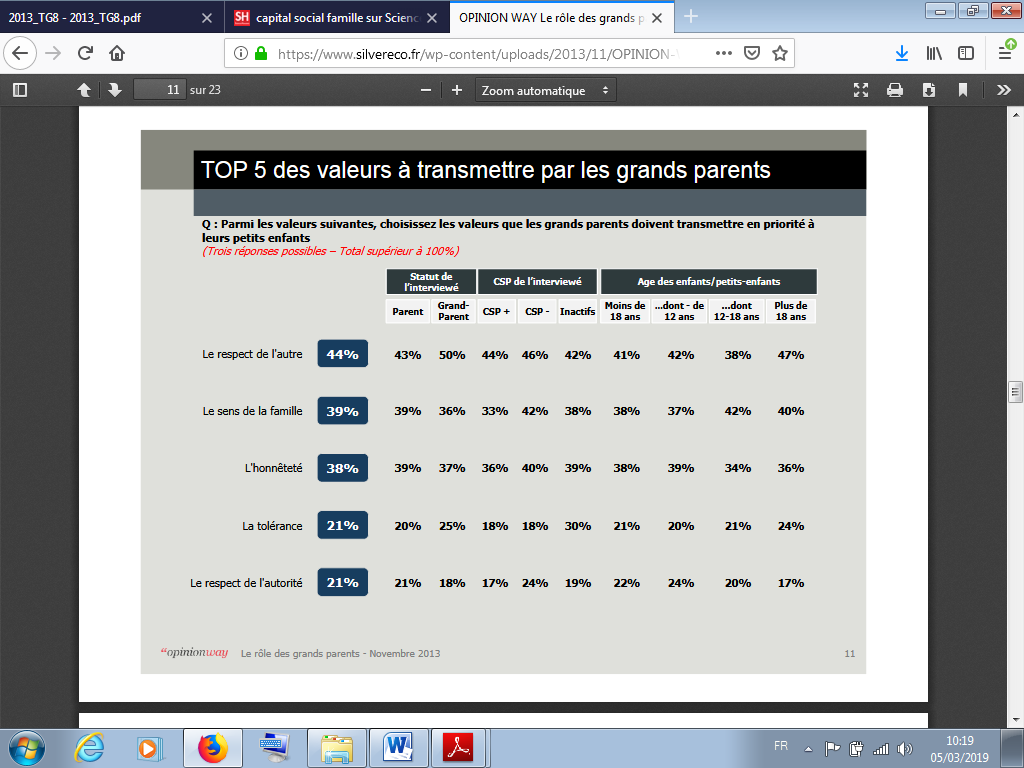 2013_TG8 - 2013_TG8.pdf
SH capital social famille sur Scienc
OPINION WAY Le rôle des grands p
https://www.silvereco.fr/wp-content/uploads/2013/11/OPINION-
11 sur 23
Zoom automatique
TOP 5 des valeurs à transmettre par les grands parents
Q : Parmi les valeurs suivantes, choisissez les valeurs que les grands parents doivent transmettre en priorité à
leurs petits enfants
(Trois réponses possibles – Total supérieur à 100%)
Statut de l'interviewé CSP de l'interviewé Age des enfants/petits-enfants
Parent Grand-Parent CSP + CSP - Inactifs Moins de 18 ans ...dont - de 12 ans ...dont 12-18 ans Plus de 18 ans
Le respect de l'autre 44% 43% 50% 44% 46% 42% 41% 42% 38% 47%
Le sens de la famille 39% 39% 36% 33% 42% 38% 38% 37% 42% 40%
L'honnêteté 38% 39% 37% 36% 40% 39% 38% 39% 34% 36%
La tolérance 21% 20% 25% 18% 18% 30% 21% 20% 21% 24%
Le respect de l'autorité 21% 21% 18% 17% 24% 19% 22% 24% 20% 17%
“opinionway Le rôle des grands parents - Novembre 2013 11
FR 10:19
05/03/2019